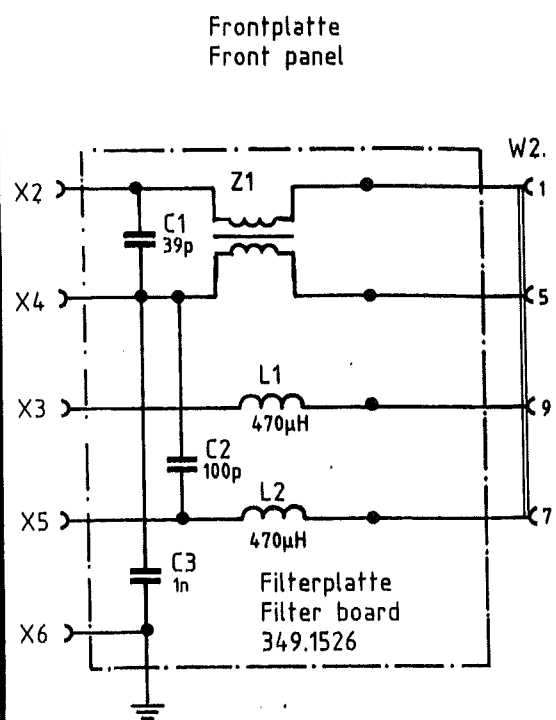 Frontplatte
Front panel
W2.
X2
Z1
1
C1
39p
X4
5
L1
X3
9
470µH
C2
100p
L2
X5
7
470µH
C3
1n
Filterplatte
Filter board
349.1526
X6